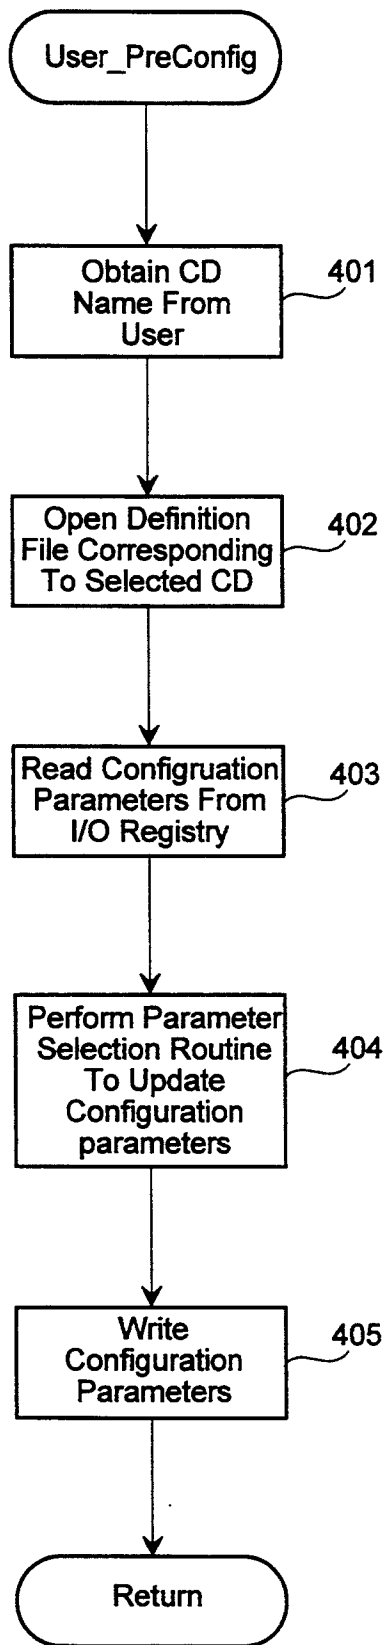 User_PreConfig
Obtain CD
Name From
User
401
Open Definition
File Corresponding
To Selected CD
402
Read Configruation
Parameters From
I/O Registry
403
Perform Parameter
Selection Routine
To Update
Configuration
parameters
404
Write
Configuration
Parameters
405
Return